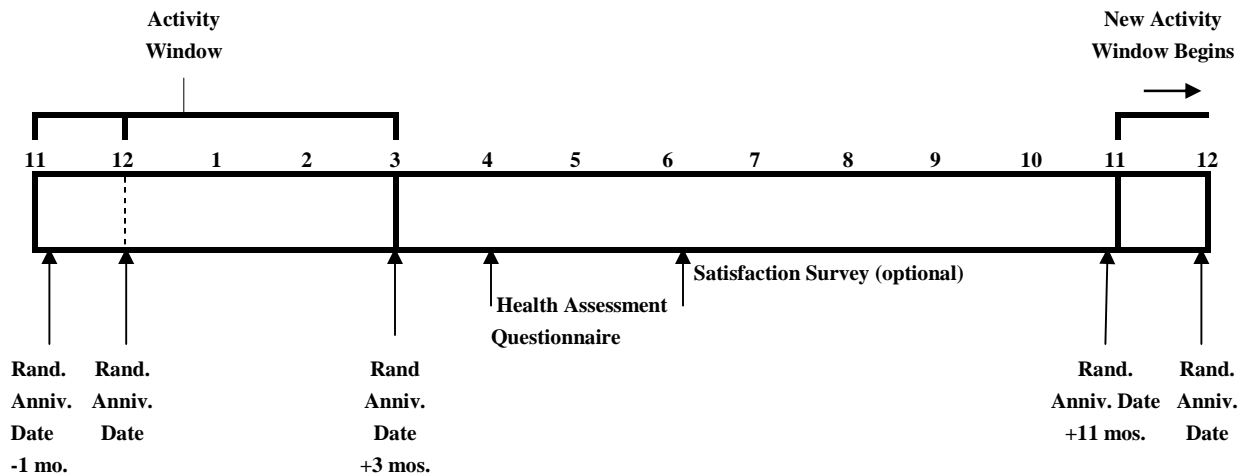 Activity
Window
New Activity
Window Begins
11 12 1 2 3 4 5 6 7 8 9 10 11 12
Satisfaction Survey (optional)
Health Assessment
Questionnaire
Rand.
Anniv.
Date
-1 mo.
Rand.
Anniv.
Date
Rand
Anniv.
Date
+3 mos.
Rand.
Anniv. Date
+11 mos.
Rand.
Anniv.
Date